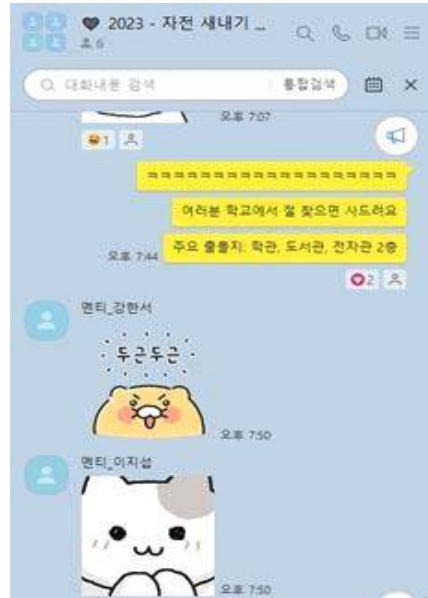 🖤 2023 - 자전 새내기 ...
6
대화내용 검색
통합검색
오후 7:07
1
ㅋㅋㅋㅋㅋㅋㅋㅋㅋㅋㅋㅋㅋㅋㅋㅋㅋㅋㅋ
여러분 학교에서 절 찾으면 사드려요
주요 출몰지: 학관, 도서관, 전자관 2층
오후 7:44
2
멘티_강한서
두근두근
오후 7:50
멘티_이지섭
오후 7:50